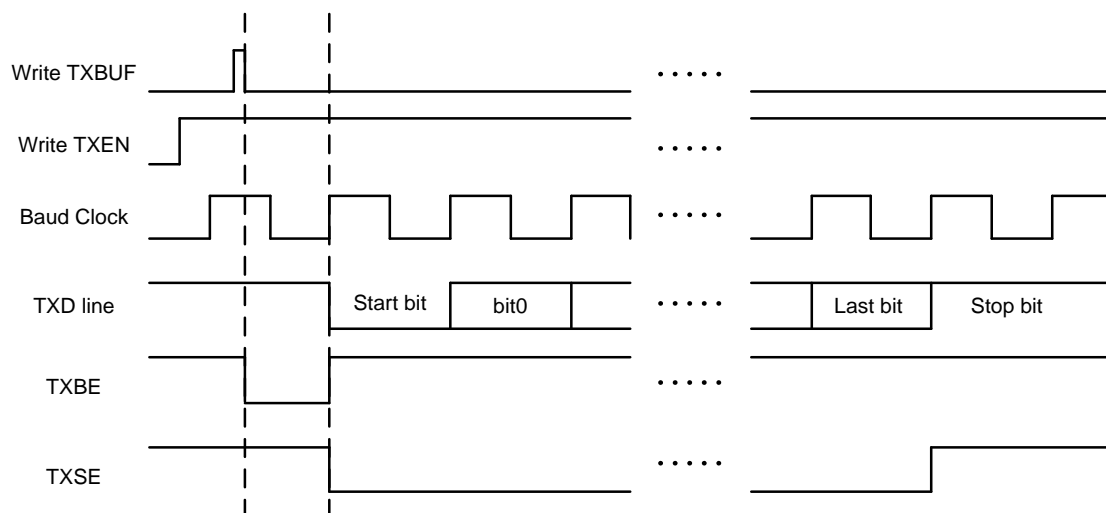 Write TXBUF
Write TXEN
Baud Clock
TXD line
Start bit
bit0
Last bit
Stop bit
TXBE
TXSE